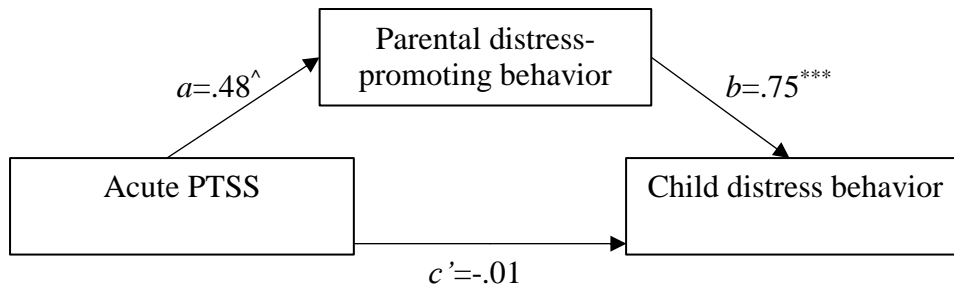 Parental distress-
promoting behavior
a=.48^
b=.75***
Acute PTSS
Child distress behavior
c’=-.01